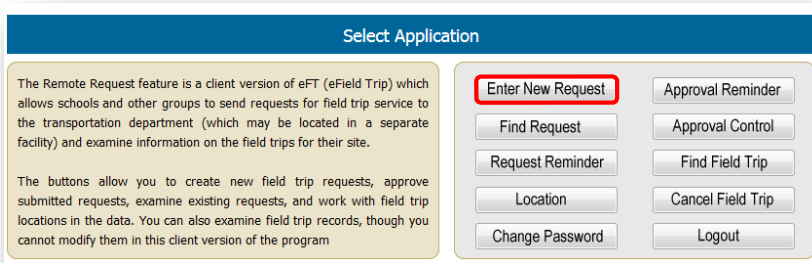 Select Application
The Remote Request feature is a client version of eFT (eField Trip) which
allows schools and other groups to send requests for field trip service to
the transportation department (which may be located in a separate
facility) and examine information on the field trips for their site.
The buttons allow you to create new field trip requests, approve
submitted requests, examine existing requests, and work with field trip
locations in the data. You can also examine field trip records, though you
cannot modify them in this client version of the program
Enter New Request
Approval Reminder
Find Request
Approval Control
Request Reminder
Find Field Trip
Location
Cancel Field Trip
Change Password
Logout